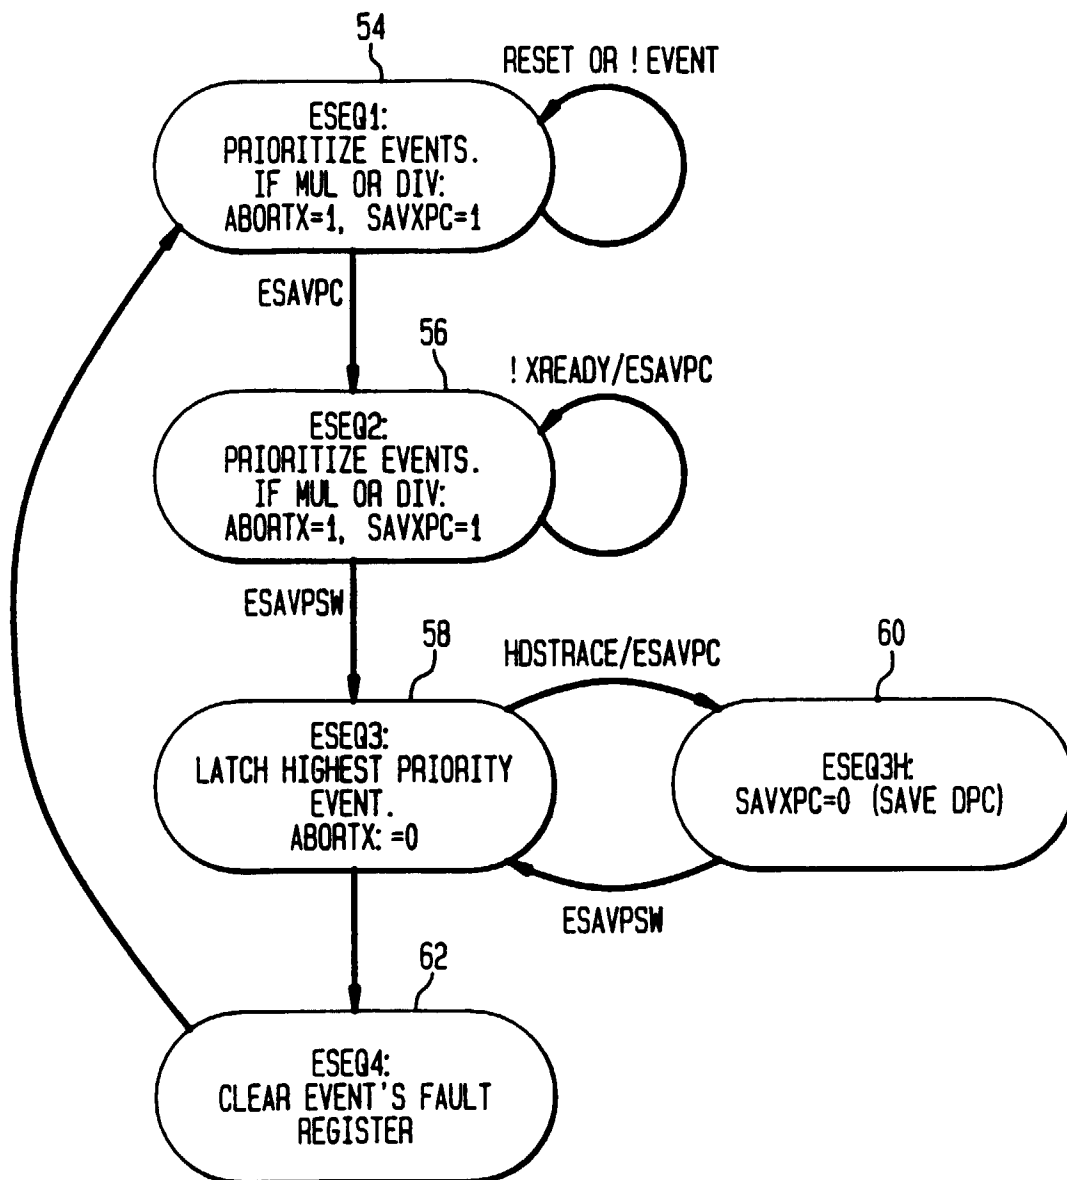 54
RESET OR !EVENT
ESEQ1:
PRIORITIZE EVENTS.
IF MUL OR DIV:
ABORTX=1, SAVXPC=1
ESAVPC
56
!XREADY/ESAVPC
ESEQ2:
PRIORITIZE EVENTS.
IF MUL OR DIV:
ABORTX=1, SAVXPC=1
ESAVPSW
58
HDSTRACE/ESAVPC
60
ESEQ3:
LATCH HIGHEST PRIORITY
EVENT.
ABORTX:=0
ESEQ3H:
SAVXPC=0 (SAVE DPC)
ESAVPSW
62
ESEQ4:
CLEAR EVENT'S FAULT
REGISTER